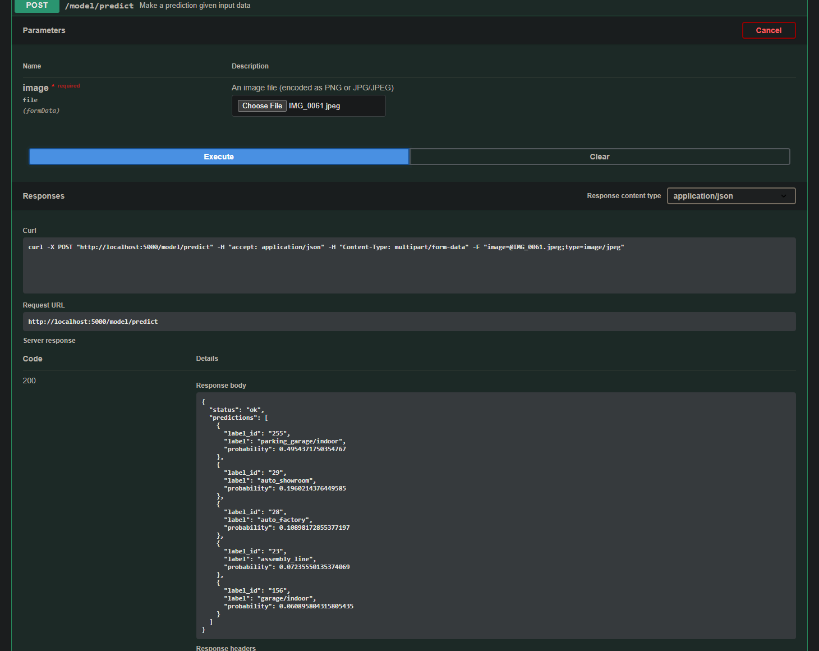 POST /model/predict Make a prediction given input data
Parameters
Cancel
Name Description
image * required An image file (encoded as PNG or JPG/JPEG)
file Choose File IMG_0061.jpeg
(formData)
Execute Clear
Responses Response content type application/json
Curl
curl -X POST "http://localhost:5000/model/predict" -H "accept: application/json" -H "Content-Type: multipart/form-data" -F "image=@IMG_0061.jpeg;type=image/jpeg"
Request URL
http://localhost:5000/model/predict
Server response
Code Details
200
Response body
{
"status": "ok",
"predictions": [
{
"label_id": "255",
"label": "parking_garage/indoor",
"probability": 0.4954371750354767
},
{
"label_id": "29",
"label": "auto_showroom",
"probability": 0.1960214376449585
},
{
"label_id": "28",
"label": "auto_factory",
"probability": 0.10898172855377197
},
{
"label_id": "23",
"label": "assembly_line",
"probability": 0.07235550135374069
},
{
"label_id": "156",
"label": "garage/indoor",
"probability": 0.060895804315805435
}
]
}
Response headers